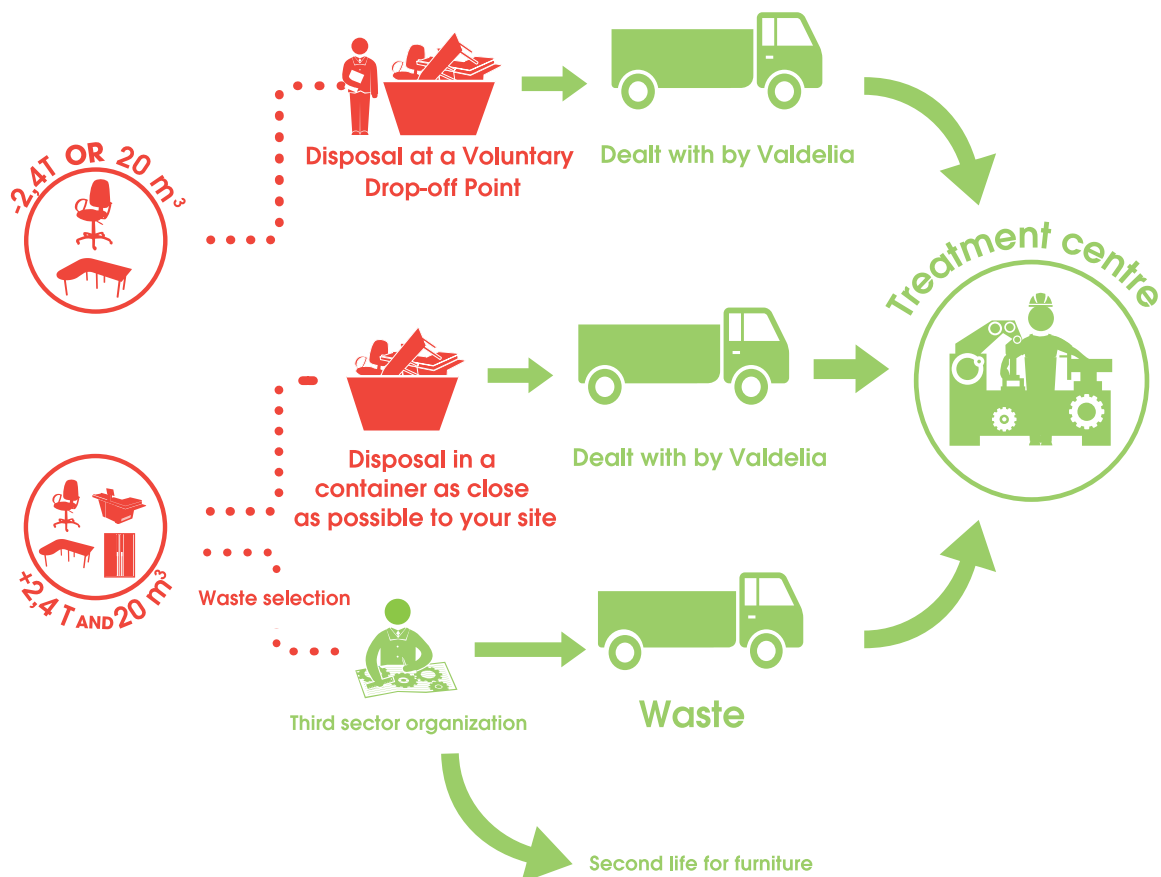 -2,4T OR 20 m³
Disposal at a Voluntary
Drop-off Point
Dealt with by Valdelia
Treatment centre
Disposal in a
container as close
as possible to your site
Dealt with by Valdelia
+2,4 T AND 20 m³
Waste selection
Third sector organization
Waste
Second life for furniture